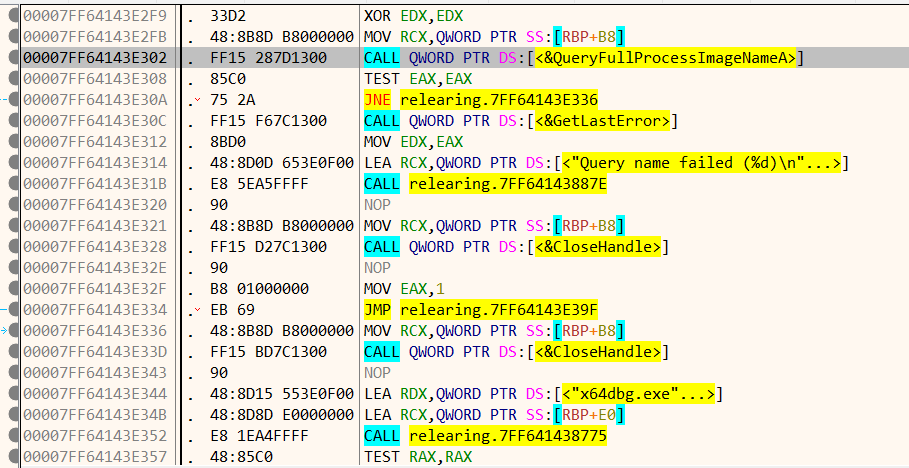 00007FF64143E2F9 . 33D2 XOR EDX,EDX
00007FF64143E2FB . 48:8B8D B8000000 MOV RCX,QWORD PTR SS:[RBP+B8]
00007FF64143E302 . FF15 287D1300 CALL QWORD PTR DS:[<&QueryFullProcessImageNameA>]
00007FF64143E308 . 85C0 TEST EAX,EAX
00007FF64143E30A . 75 2A JNE relearing.7FF64143E336
00007FF64143E30C . FF15 F67C1300 CALL QWORD PTR DS:[<&GetLastError>]
00007FF64143E312 . 8BD0 MOV EDX,EAX
00007FF64143E314 . 48:8D0D 653E0F00 LEA RCX,QWORD PTR DS:[<"Query name failed (%d)\n"...>]
00007FF64143E31B . E8 5EA5FFFF CALL relearing.7FF64143887E
00007FF64143E320 . 90 NOP
00007FF64143E321 . 48:8B8D B8000000 MOV RCX,QWORD PTR SS:[RBP+B8]
00007FF64143E328 . FF15 D27C1300 CALL QWORD PTR DS:[<&CloseHandle>]
00007FF64143E32E . 90 NOP
00007FF64143E32F . B8 01000000 MOV EAX,1
00007FF64143E334 . EB 69 JMP relearing.7FF64143E39F
00007FF64143E336 . 48:8B8D B8000000 MOV RCX,QWORD PTR SS:[RBP+B8]
00007FF64143E33D . FF15 BD7C1300 CALL QWORD PTR DS:[<&CloseHandle>]
00007FF64143E343 . 90 NOP
00007FF64143E344 . 48:8D15 553E0F00 LEA RDX,QWORD PTR DS:[<"x64dbg.exe"...>]
00007FF64143E34B . 48:8D8D E0000000 LEA RCX,QWORD PTR SS:[RBP+E0]
00007FF64143E352 . E8 1EA4FFFF CALL relearing.7FF641438775
00007FF64143E357 . 48:85C0 TEST RAX,RAX